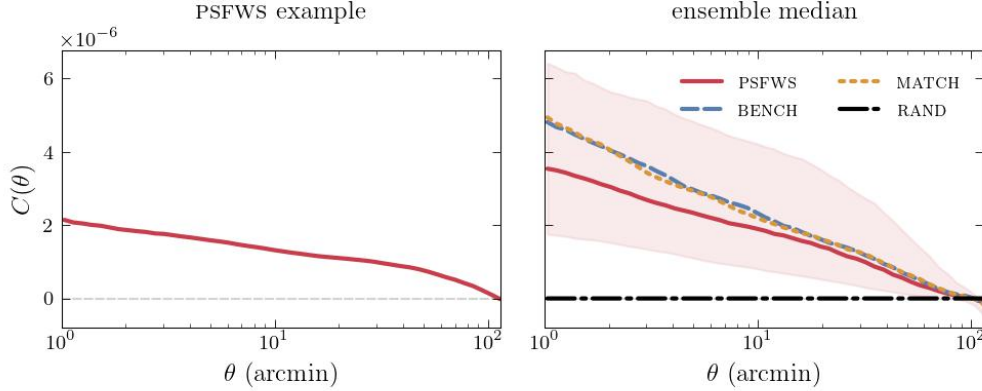 PSFWS example
ensemble median
×10⁻⁶
6
4
2
0
C(θ)
10⁰
10¹
10²
θ (arcmin)
PSFWS
BENCH
MATCH
RAND
10⁰
10¹
10²
θ (arcmin)